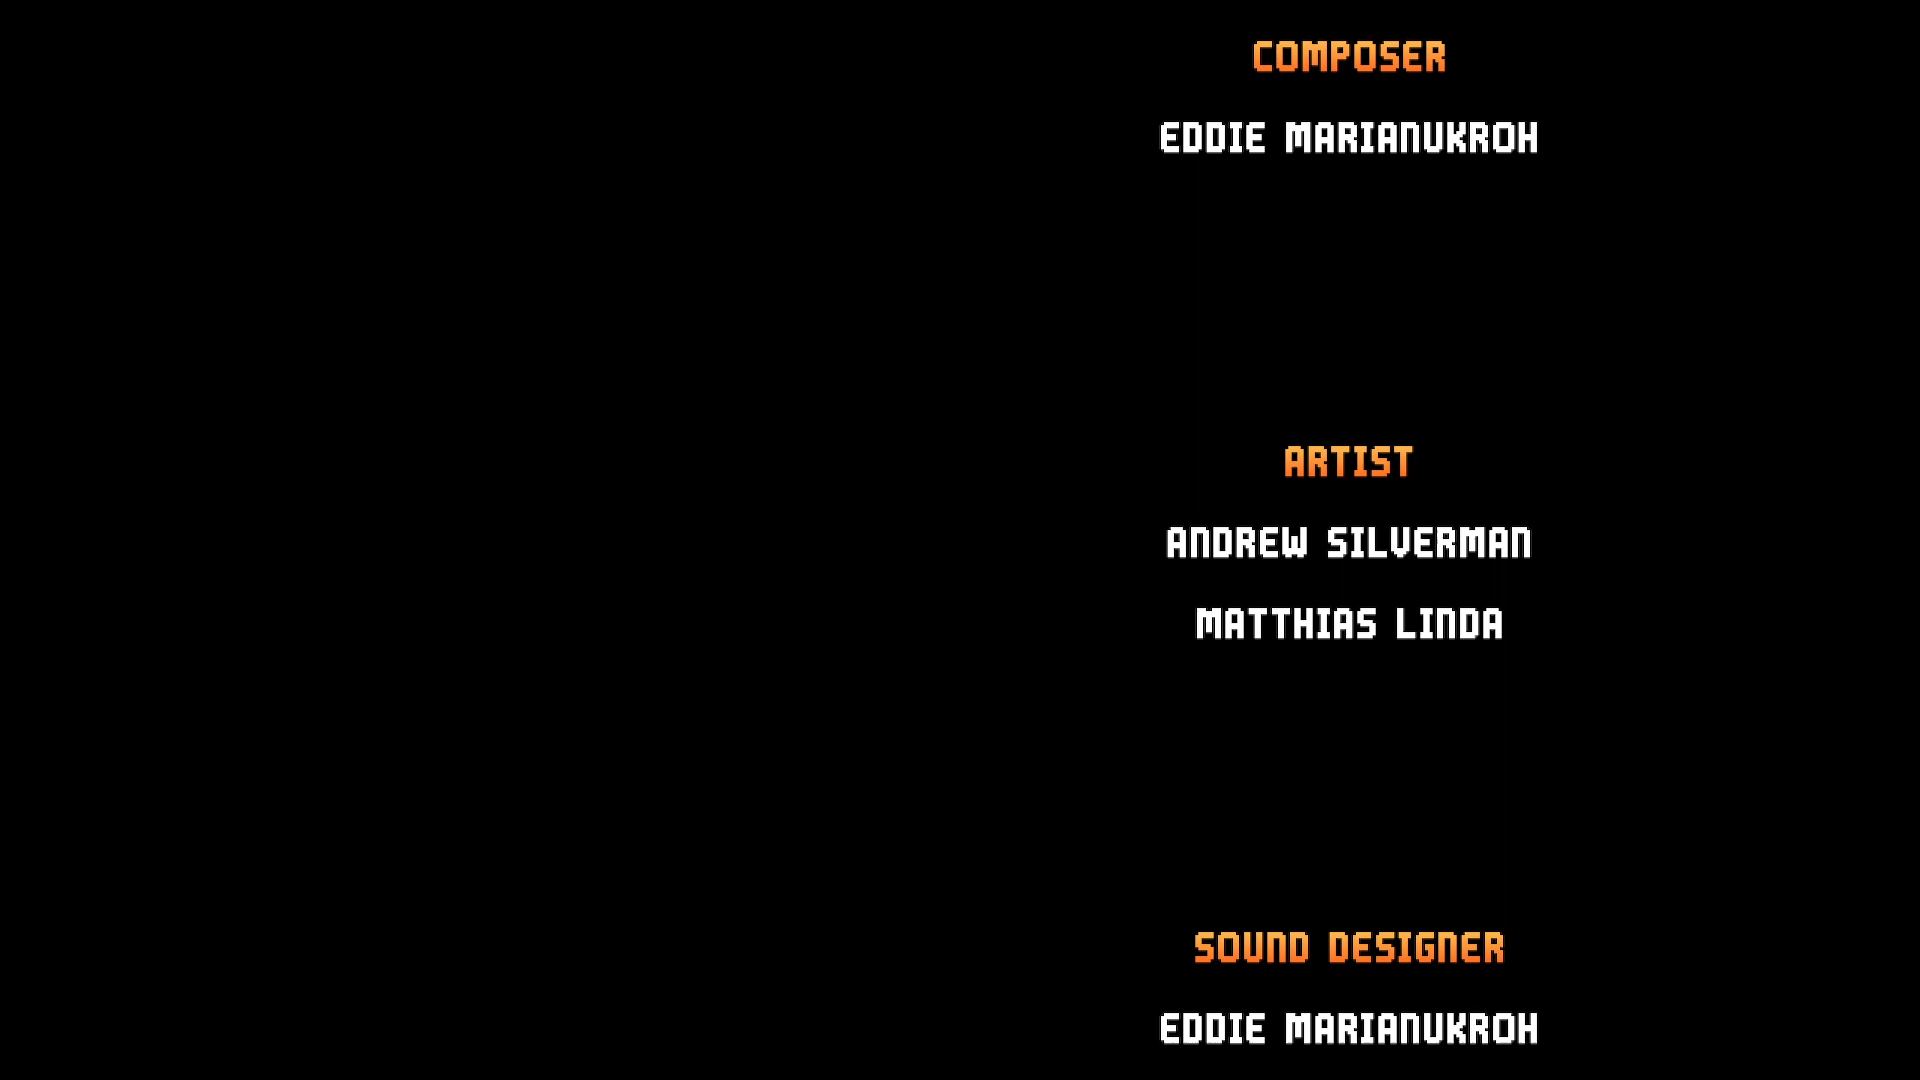 COMPOSER
EDDIE MARIANUKROH
ARTIST
ANDREW SILVERMAN
MATTHIAS LINDA
SOUND DESIGNER
EDDIE MARIANUKROH